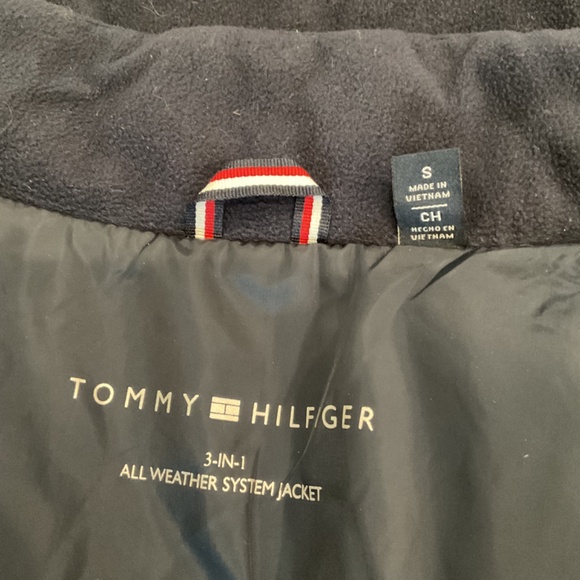 S
MADE IN
VIETNAM
CH
HECHO EN
VIETNAM
TOMMY HILFIGER
3-IN-1
ALL WEATHER SYSTEM JACKET